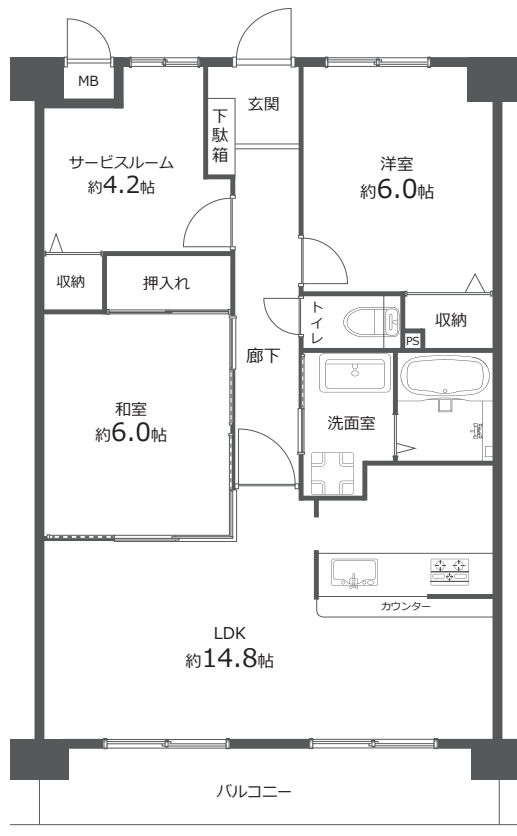 MB
玄関
下駄箱
サービスルーム
約4.2帖
洋室
約6.0帖
収納
押入れ
トイレ
収納
PS
廊下
和室
約6.0帖
洗面室
カウンター
LDK
約14.8帖
バルコニー